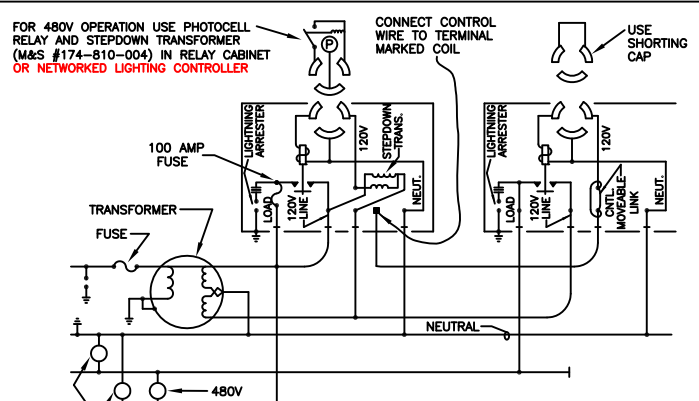 FOR 480V OPERATION USE PHOTOCELL
RELAY AND STEPDOWN TRANSFORMER
(M&S #174-810-004) IN RELAY CABINET
OR NETWORKED LIGHTING CONTROLLER
P
CONNECT CONTROL
WIRE TO TERMINAL
MARKED COIL
USE
SHORTING
CAP
100 AMP
FUSE
LIGHTNING
ARRESTER
120V
STEPDOWN
TRANS.
LOAD
120V
LINE
NEUT.
LIGHTNING
ARRESTER
120V
LOAD
120V
LINE
CNTL.
MOVEABLE
LINK
NEUT.
TRANSFORMER
FUSE
NEUTRAL
480V